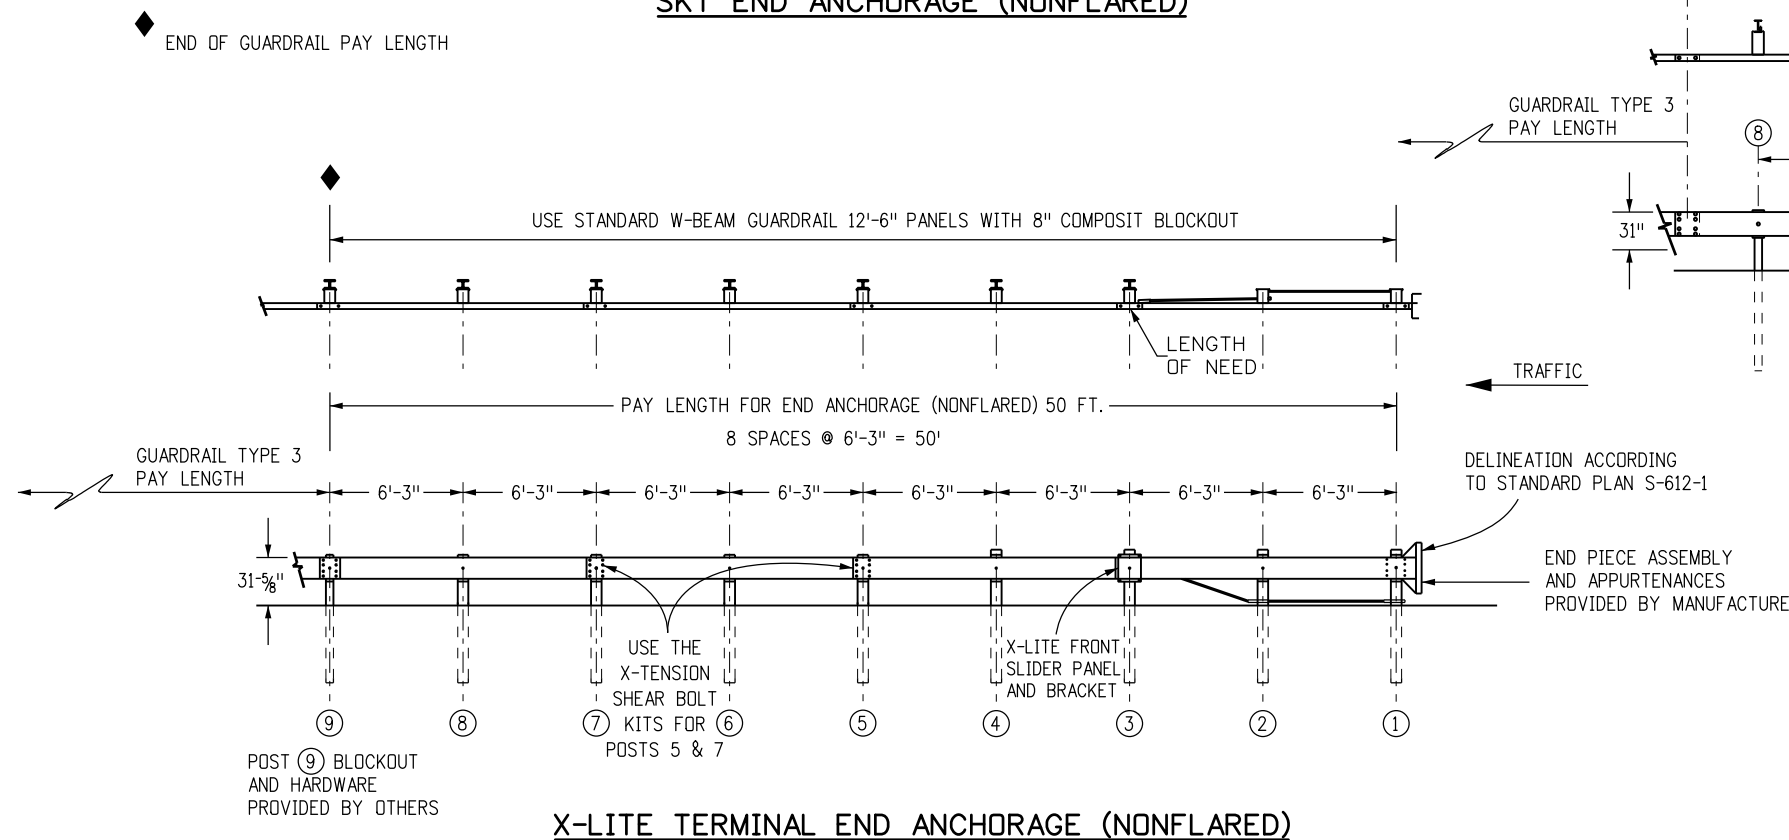 SKT END ANCHORAGE (NONFLARED)
END OF GUARDRAIL PAY LENGTH
GUARDRAIL TYPE 3
PAY LENGTH
8
31"
USE STANDARD W-BEAM GUARDRAIL 12'-6" PANELS WITH 8" COMPOSIT BLOCKOUT
LENGTH
OF NEED
TRAFFIC
PAY LENGTH FOR END ANCHORAGE (NONFLARED) 50 FT.
8 SPACES @ 6'-3" = 50'
GUARDRAIL TYPE 3
PAY LENGTH
6'-3" 6'-3" 6'-3" 6'-3" 6'-3" 6'-3" 6'-3" 6'-3"
DELINEATION ACCORDING
TO STANDARD PLAN S-612-1
END PIECE ASSEMBLY
AND APPURTENANCES
PROVIDED BY MANUFACTURE
31-5/8"
USE THE
X-TENSION
SHEAR BOLT
KITS FOR
POSTS 5 & 7
X-LITE FRONT
SLIDER PANEL
AND BRACKET
9 8 7 6 5 4 3 2 1
POST 9 BLOCKOUT
AND HARDWARE
PROVIDED BY OTHERS
X-LITE TERMINAL END ANCHORAGE (NONFLARED)